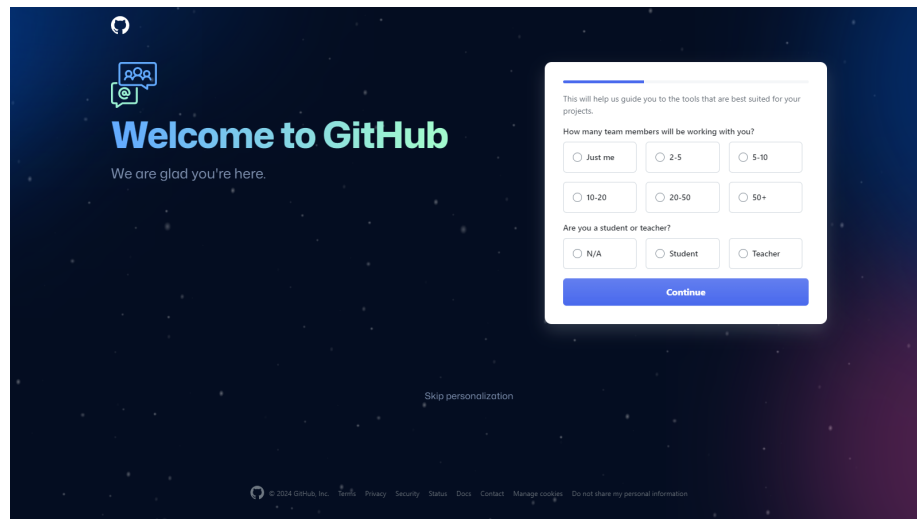 @
Welcome to GitHub
We are glad you're here.
This will help us guide you to the tools that are best suited for your
projects.
How many team members will be working with you?
Just me
2-5
5-10
10-20
20-50
50+
Are you a student or teacher?
N/A
Student
Teacher
Continue
Skip personalization
© 2024 GitHub, Inc. Terms Privacy Security Status Docs Contact Manage cookies Do not share my personal information